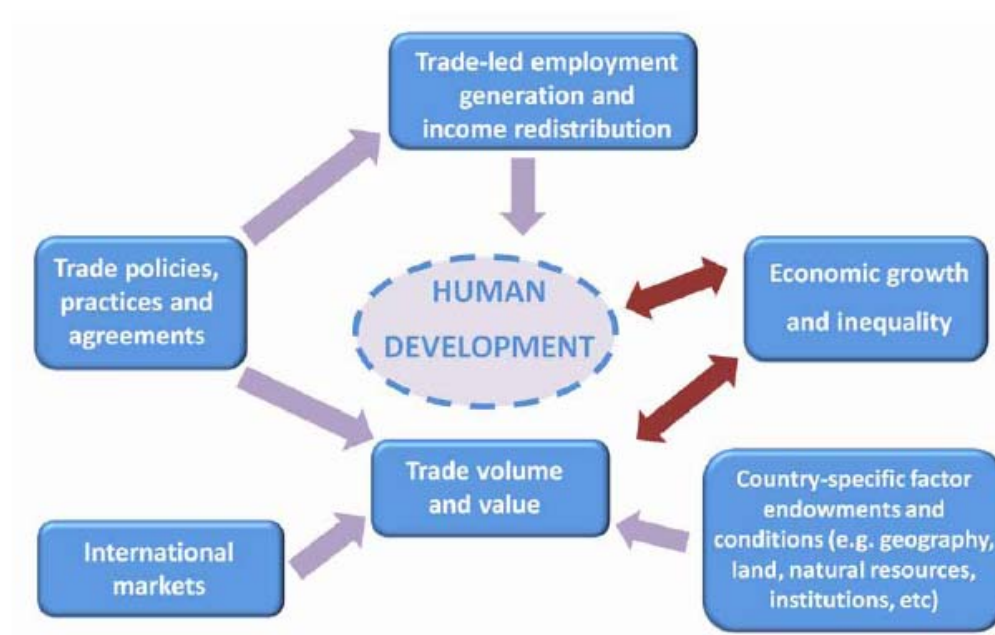 Trade-led employment
generation and
income redistribution
Trade policies,
practices and
agreements
HUMAN
DEVELOPMENT
Economic growth
and inequality
Trade volume
and value
International
markets
Country-specific factor
endowments and
conditions (e.g. geography,
land, natural resources,
institutions, etc)